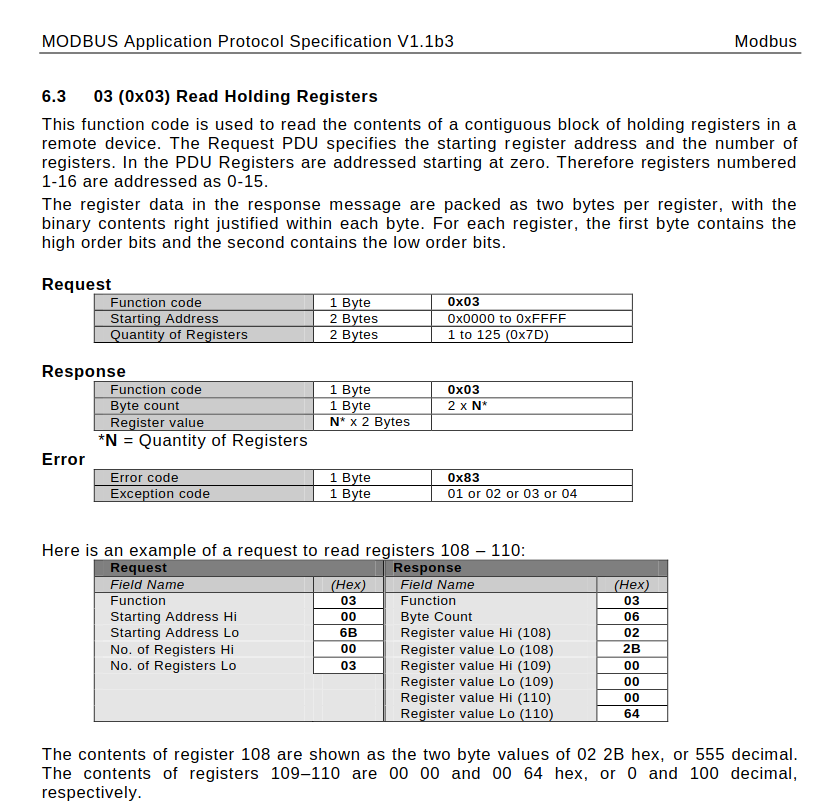 MODBUS Application Protocol Specification V1.1b3 Modbus
6.3 03 (0x03) Read Holding Registers
This function code is used to read the contents of a contiguous block of holding registers in a
remote device. The Request PDU specifies the starting register address and the number of
registers. In the PDU Registers are addressed starting at zero. Therefore registers numbered
1-16 are addressed as 0-15.
The register data in the response message are packed as two bytes per register, with the
binary contents right justified within each byte. For each register, the first byte contains the
high order bits and the second contains the low order bits.
Request
Function code 1 Byte 0x03
Starting Address 2 Bytes 0x0000 to 0xFFFF
Quantity of Registers 2 Bytes 1 to 125 (0x7D)
Response
Function code 1 Byte 0x03
Byte count 1 Byte 2 x N*
Register value N* x 2 Bytes
*N = Quantity of Registers
Error
Error code 1 Byte 0x83
Exception code 1 Byte 01 or 02 or 03 or 04
Here is an example of a request to read registers 108 – 110:
Request Response
Field Name (Hex) Field Name (Hex)
Function 03 Function 03
Starting Address Hi 00 Byte Count 06
Starting Address Lo 6B Register value Hi (108) 02
No. of Registers Hi 00 Register value Lo (108) 2B
No. of Registers Lo 03 Register value Hi (109) 00
Register value Lo (109) 00
Register value Hi (110) 00
Register value Lo (110) 64
The contents of register 108 are shown as the two byte values of 02 2B hex, or 555 decimal.
The contents of registers 109–110 are 00 00 and 00 64 hex, or 0 and 100 decimal,
respectively.